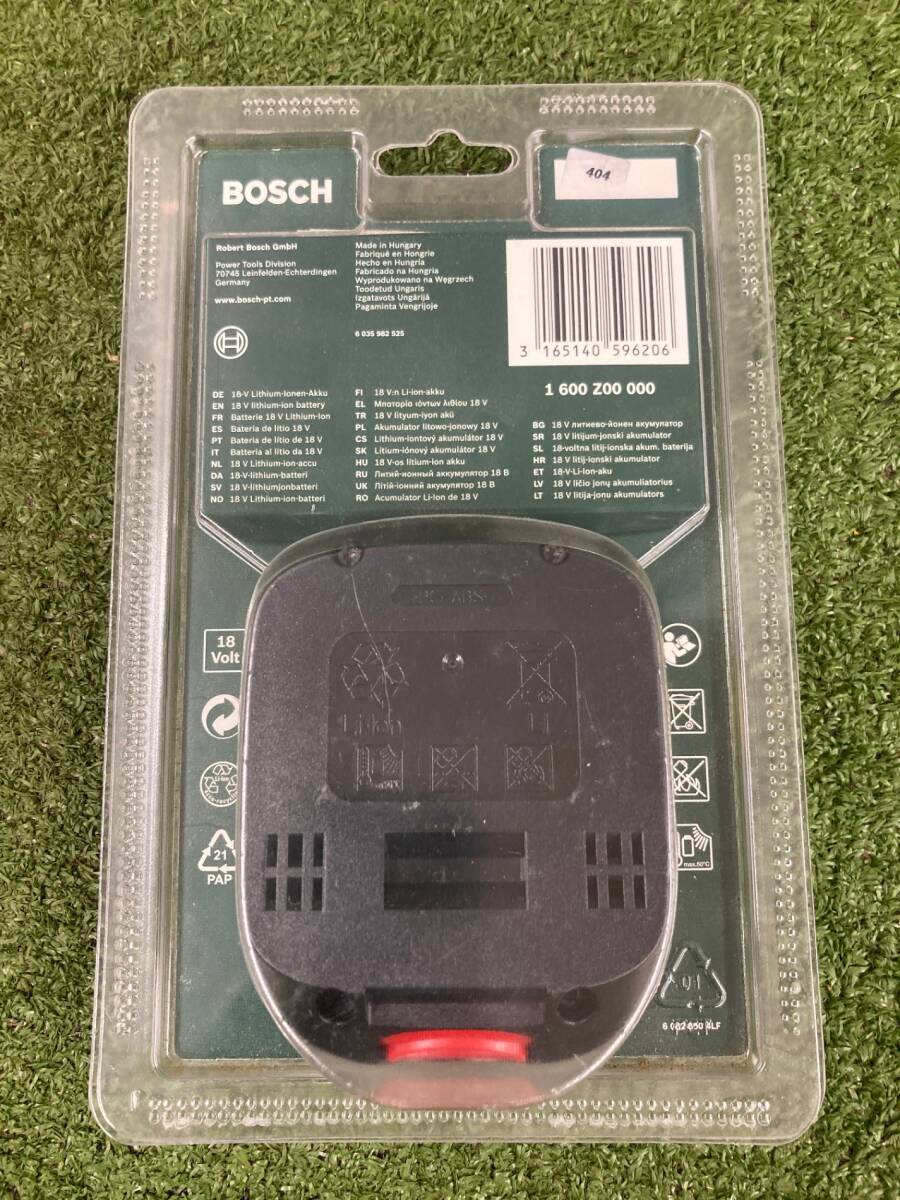 BOSCH
404
Robert Bosch GmbH
Power Tools Division
70745 Leinfelden-Echterdingen
Germany
www.bosch-pt.com
Made in Hungary
Fabriqué en Hongrie
Hecho en Hungria
Fabricado na Hungria
Wyprodukowano na Węgrzech
Toodetud Ungaris
Izgatavots Ungārijā
Pagaminta Vengrijoje
6 035 982 525
3 165140 596206
1 600 Z00 000
DE 18-V Lithium-Ionen-Akku
EN 18 V lithium-ion battery
FR Batterie 18 V Lithium-Ion
ES Batería de litio 18 V
PT Bateria de lítio de 18 V
IT Batteria al litio da 18 V
NL 18 V Lithium-ion-accu
DA 18-V-lithium-batteri
SV 18 V-lithiumjonbatteri
NO 18 V Lithium-ion-batteri
FI 18 V:n Li-ion-akku
EL Μπαταρία ιόντων λιθίου 18 V
TR 18 V lityum-iyon akü
PL Akumulator litowo-jonowy 18 V
CS Lithium-iontový akumulátor 18 V
SK Lítium-iónový akumulátor 18 V
HU 18 V-os lítium-ion akku
RU Литий-ионный аккумулятор 18 В
UK Літій-іонний акумулятор 18 В
RO Acumulator Li-Ion de 18 V
BG 18 V литиево-йонен акумулатор
SR 18 V litijum-jonski akumulator
SL 18-voltna litij-ionska akum. baterija
HR 18 V litij-ionski akumulator
ET 18-V-Li-Ion-aku
LV 18 V ličio jonų akumuliatorius
LT 18 V litija-jonu akumulators
18
Volt
Li-Ion
21
PAP
Li-Ion
Li
max.50°C
01